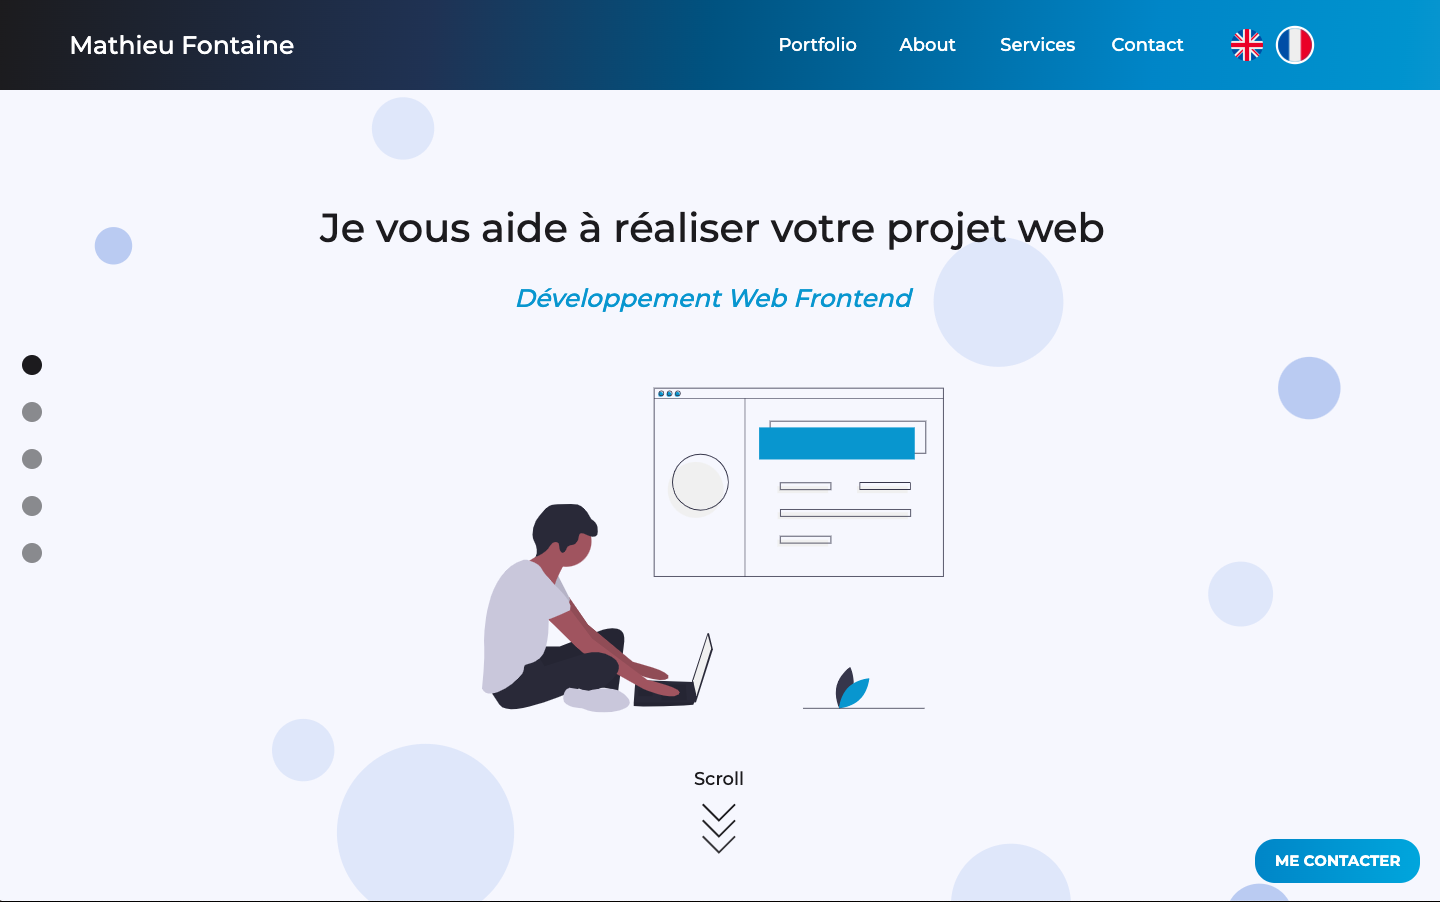 Mathieu Fontaine
Portfolio About Services Contact
Je vous aide à réaliser votre projet web
Développement Web Frontend
Scroll
ME CONTACTER